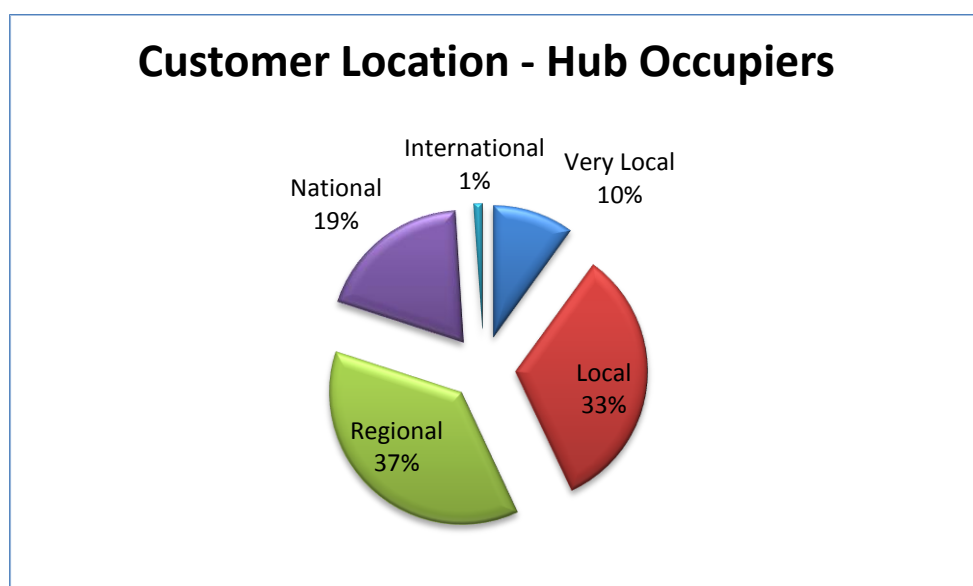 Customer Location - Hub Occupiers
International
1%
Very Local
10%
National
19%
Local
33%
Regional
37%